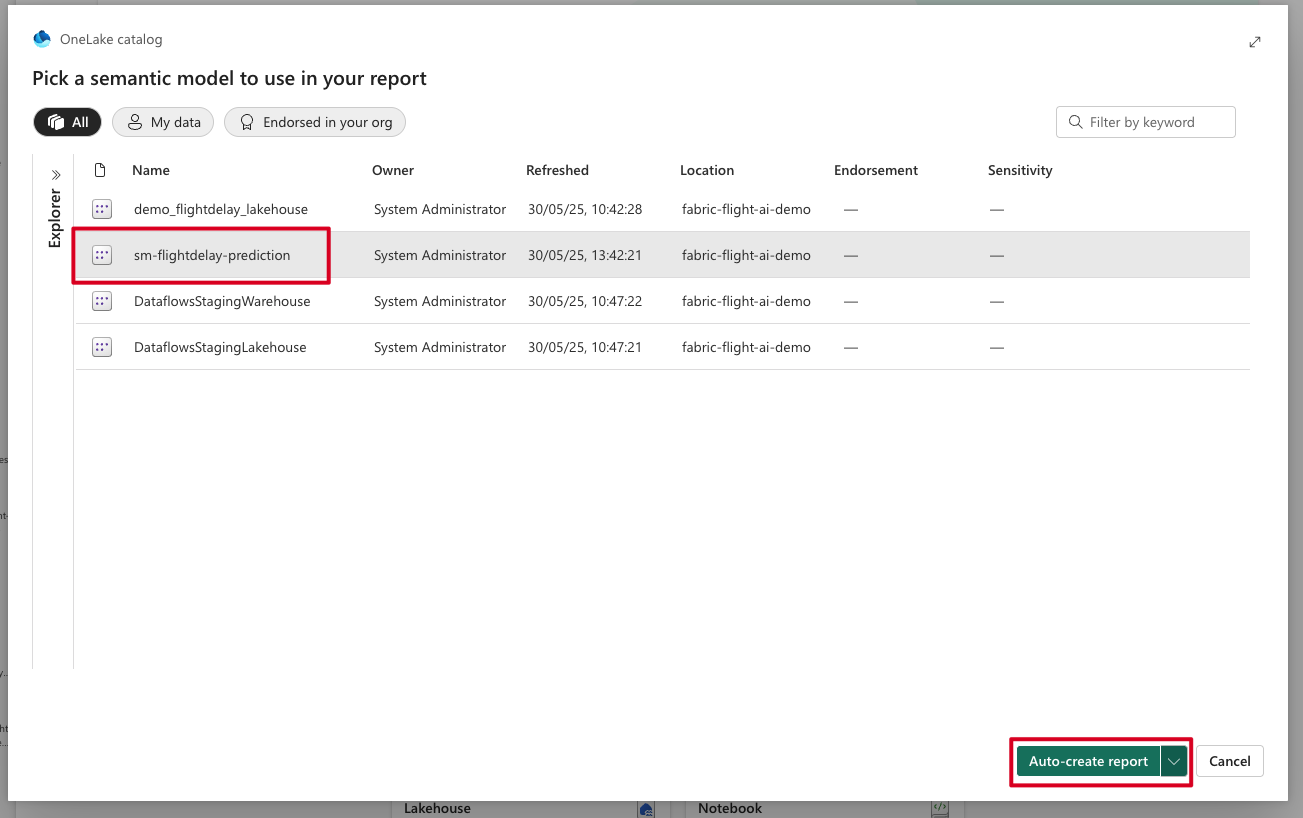 OneLake catalog
Pick a semantic model to use in your report
All My data Endorsed in your org Filter by keyword
Explorer
Name Owner Refreshed Location Endorsement Sensitivity
demo_flightdelay_lakehouse System Administrator 30/05/25, 10:42:28 fabric-flight-ai-demo — —
sm-flightdelay-prediction System Administrator 30/05/25, 13:42:21 fabric-flight-ai-demo — —
DataflowsStagingWarehouse System Administrator 30/05/25, 10:47:22 fabric-flight-ai-demo — —
DataflowsStagingLakehouse System Administrator 30/05/25, 10:47:21 fabric-flight-ai-demo — —
Auto-create report Cancel
Lakehouse Notebook